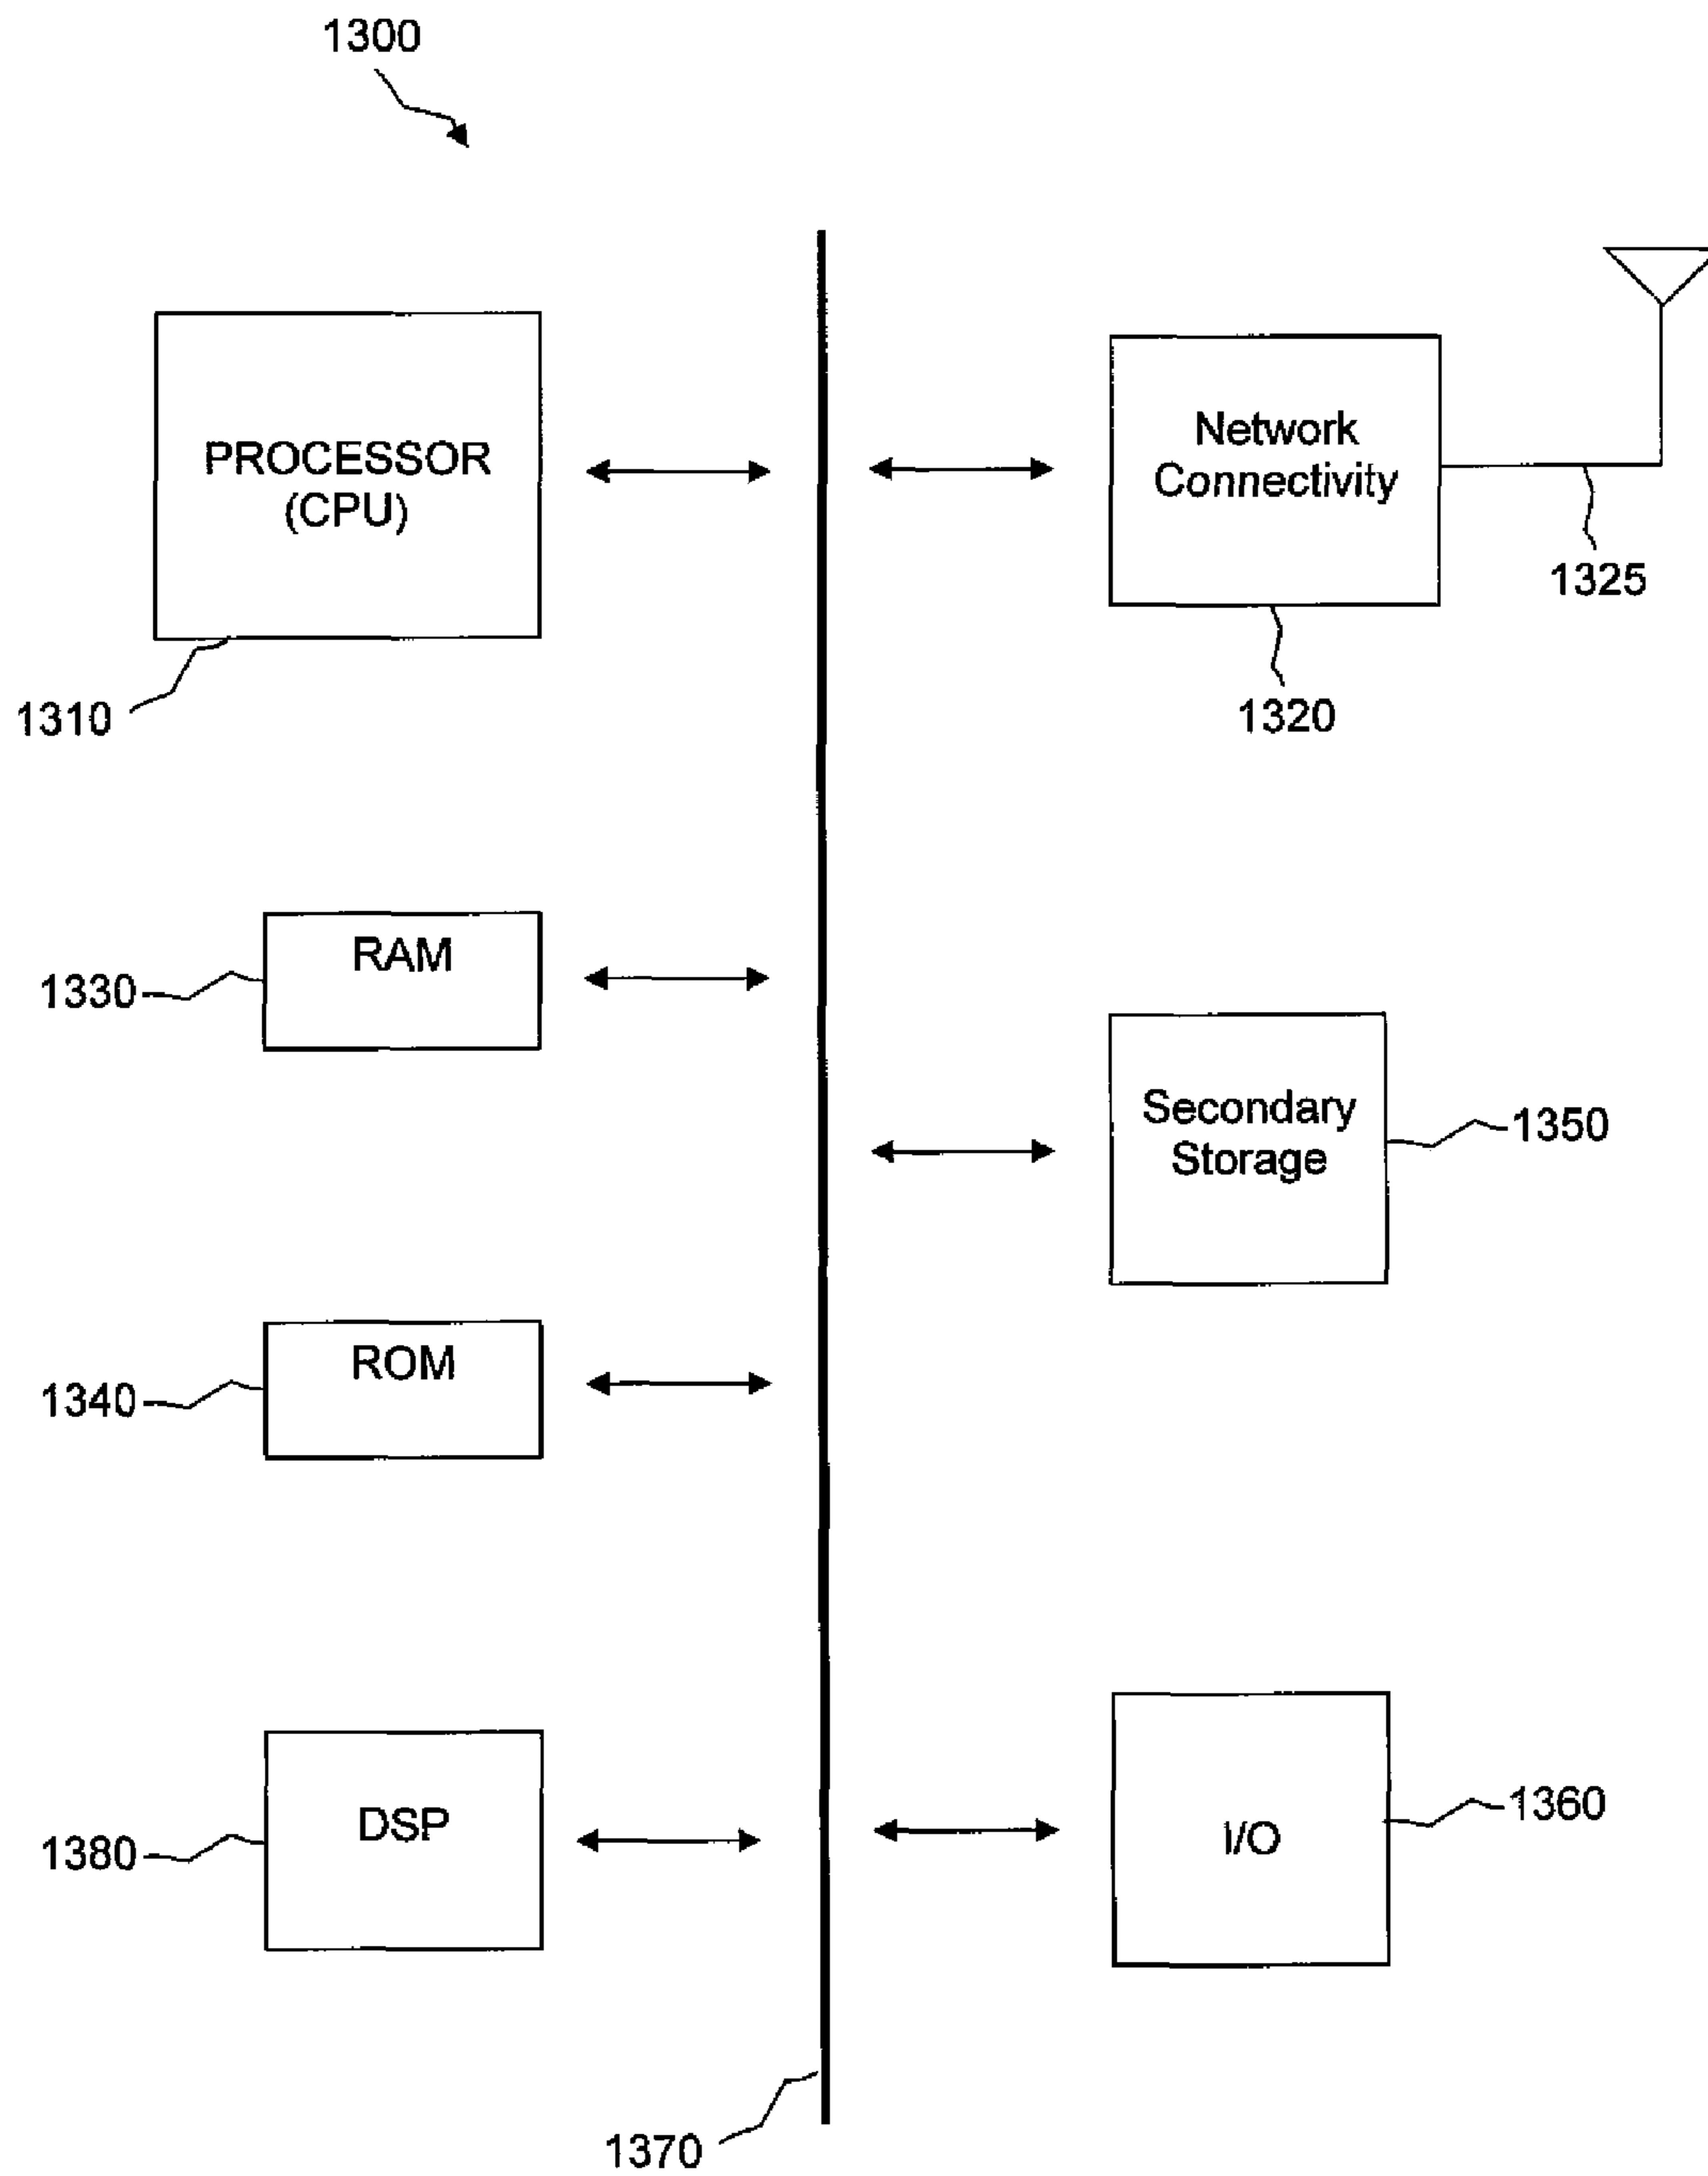 1300
PROCESSOR
(CPU)
1310
Network
Connectivity
1325
1320
RAM
1330
Secondary
Storage
1350
ROM
1340
DSP
1380
I/O
1360
1370